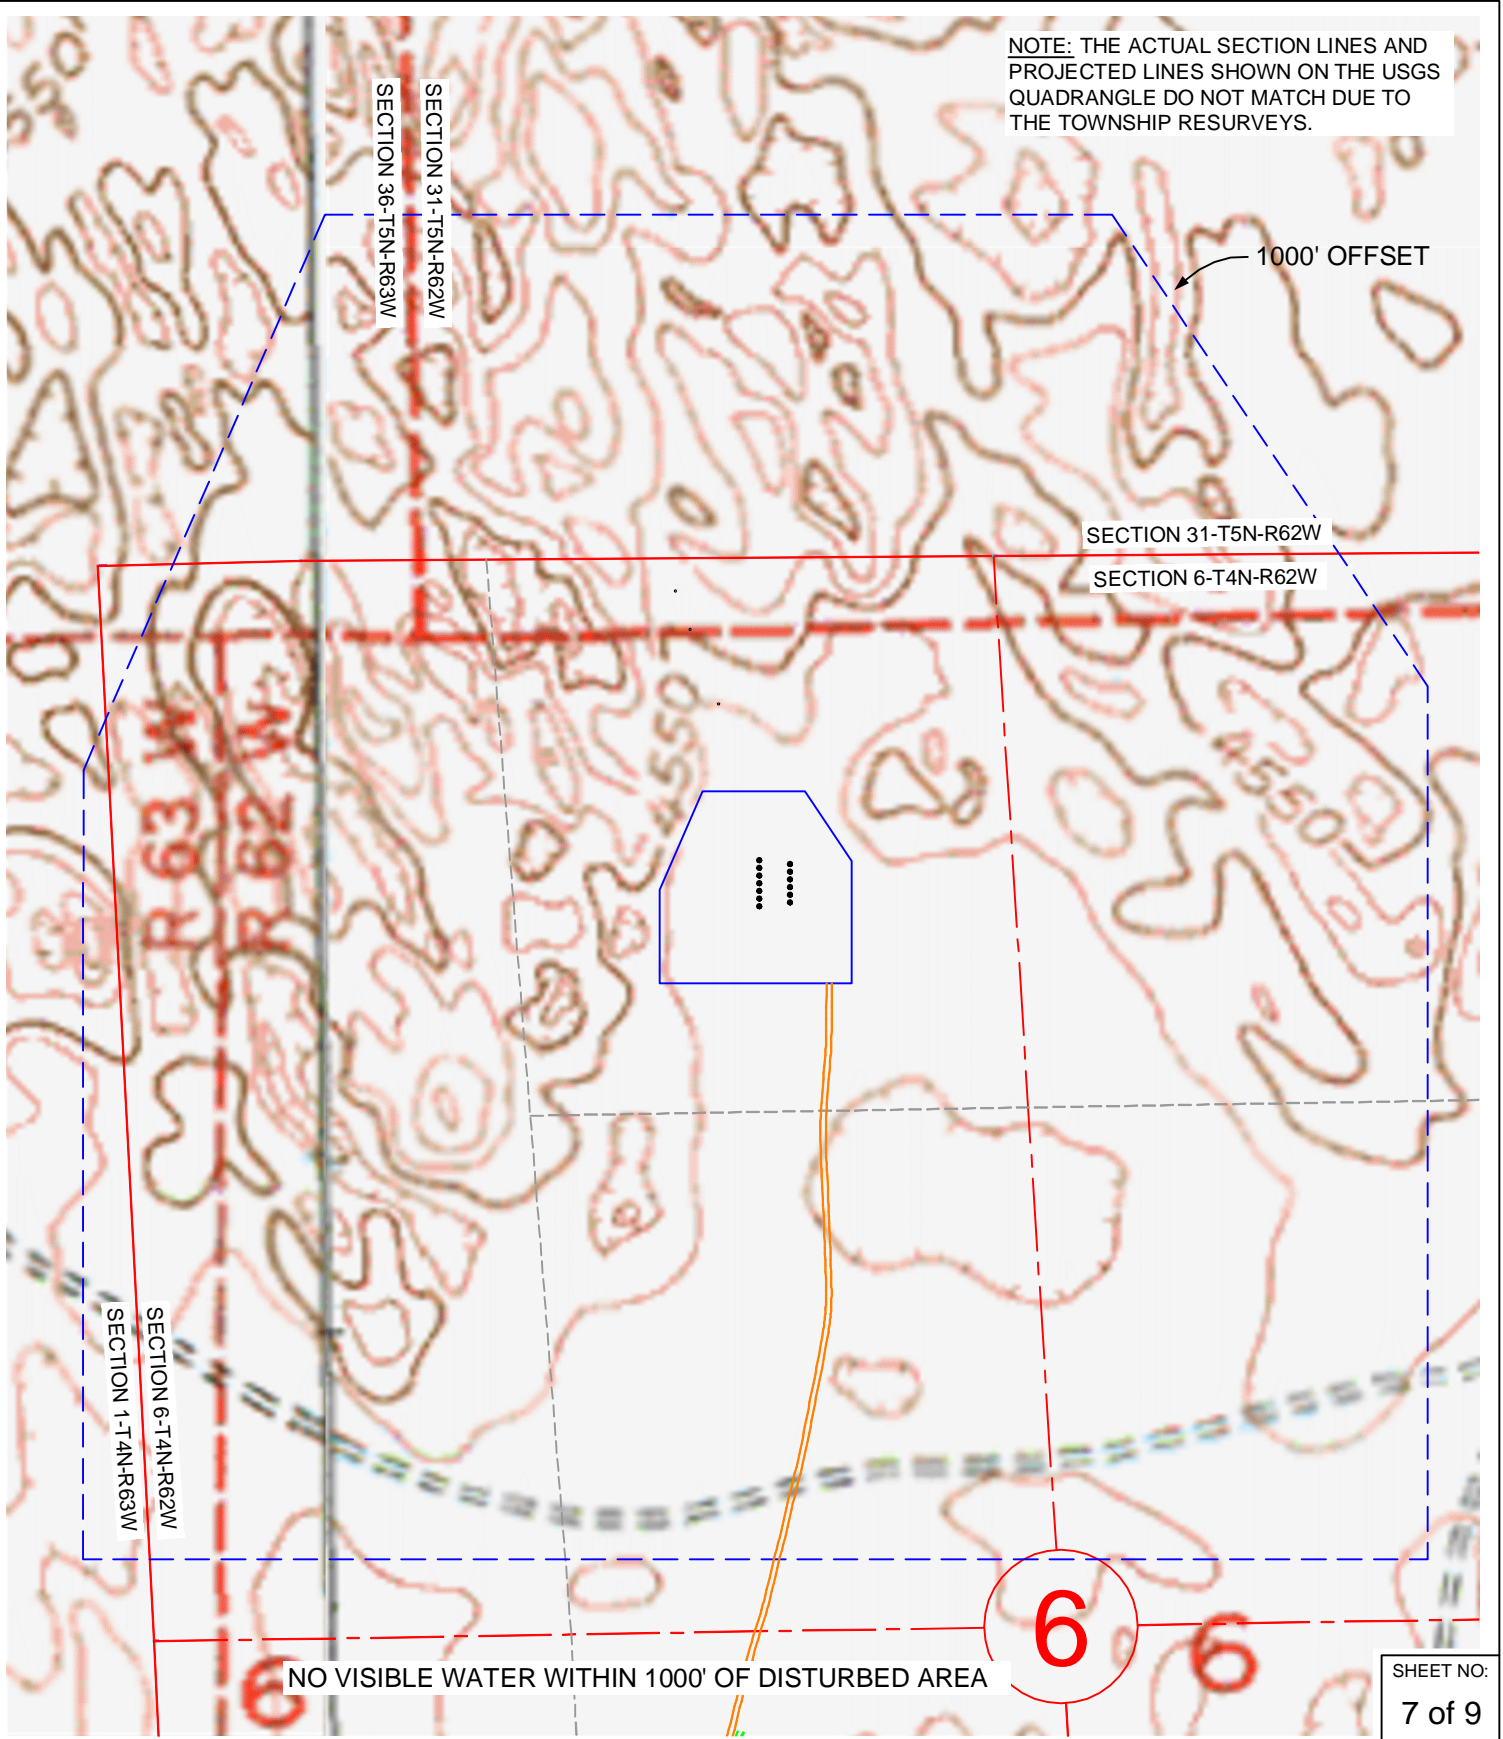 NOTE: THE ACTUAL SECTION LINES AND
PROJECTED LINES SHOWN ON THE USGS
QUADRANGLE DO NOT MATCH DUE TO
THE TOWNSHIP RESURVEYS.
4550
SECTION 36-T5N-R63W
SECTION 31-T5N-R62W
1000' OFFSET
SECTION 31-T5N-R62W
SECTION 6-T4N-R62W
4550
4550
R 63 W
R 62 W
SECTION 1-T4N-R63W
SECTION 6-T4N-R62W
6
6
6
NO VISIBLE WATER WITHIN 1000' OF DISTURBED AREA
SHEET NO:
7 of 9